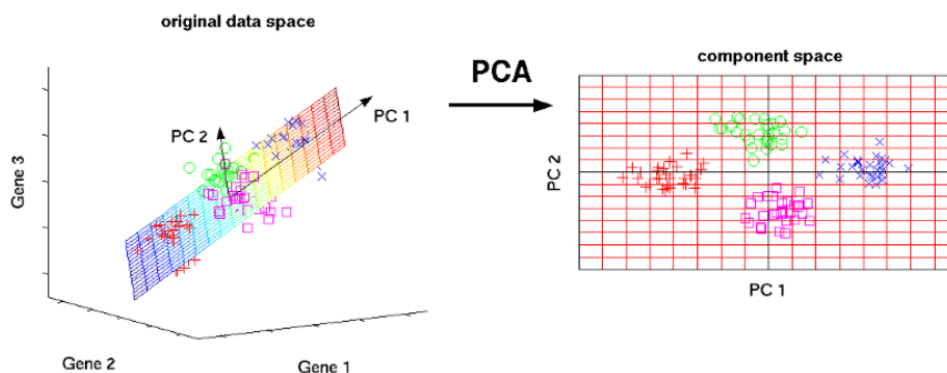 original data space
PCA
component space
PC 2
PC 1
Gene 3
Gene 2
Gene 1
PC 2
PC 1